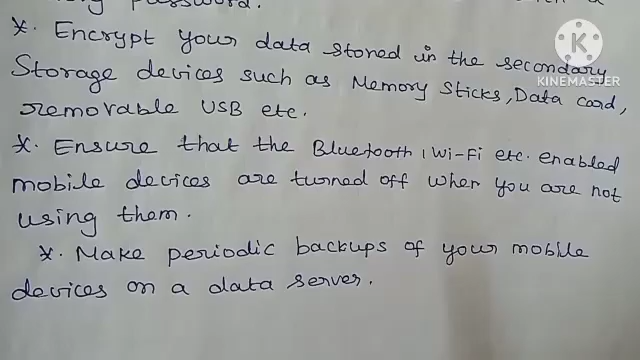 password.
*. Encrypt your data stored in the secondary
Storage devices such as Memory Sticks, Data card,
removable USB etc.
*. Ensure that the Bluetooth, Wi-Fi etc. enabled
mobile devices are turned off when you are not
using them.
*. Make periodic backups of your mobile
devices on a data server.
KINEMASTER